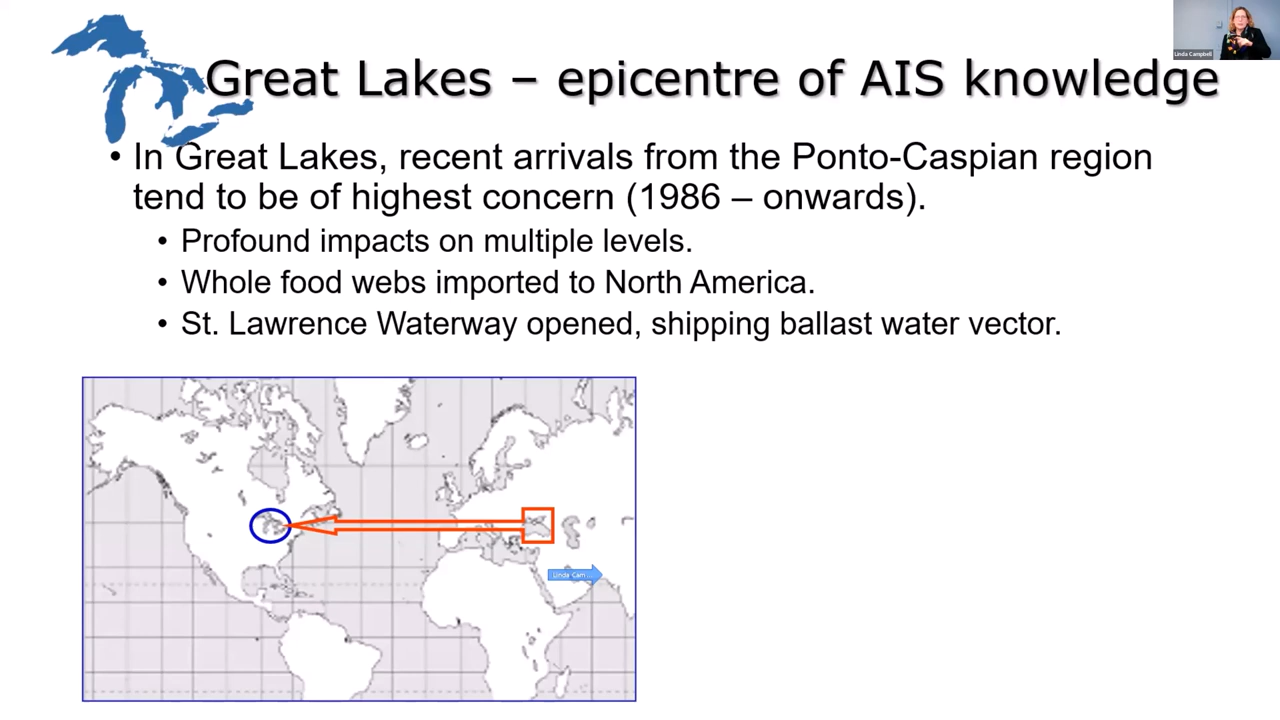 Linda Campbell
Great Lakes – epicentre of AIS knowledge
• In Great Lakes, recent arrivals from the Ponto-Caspian region
tend to be of highest concern (1986 – onwards).
• Profound impacts on multiple levels.
• Whole food webs imported to North America.
• St. Lawrence Waterway opened, shipping ballast water vector.
Linda Cam...